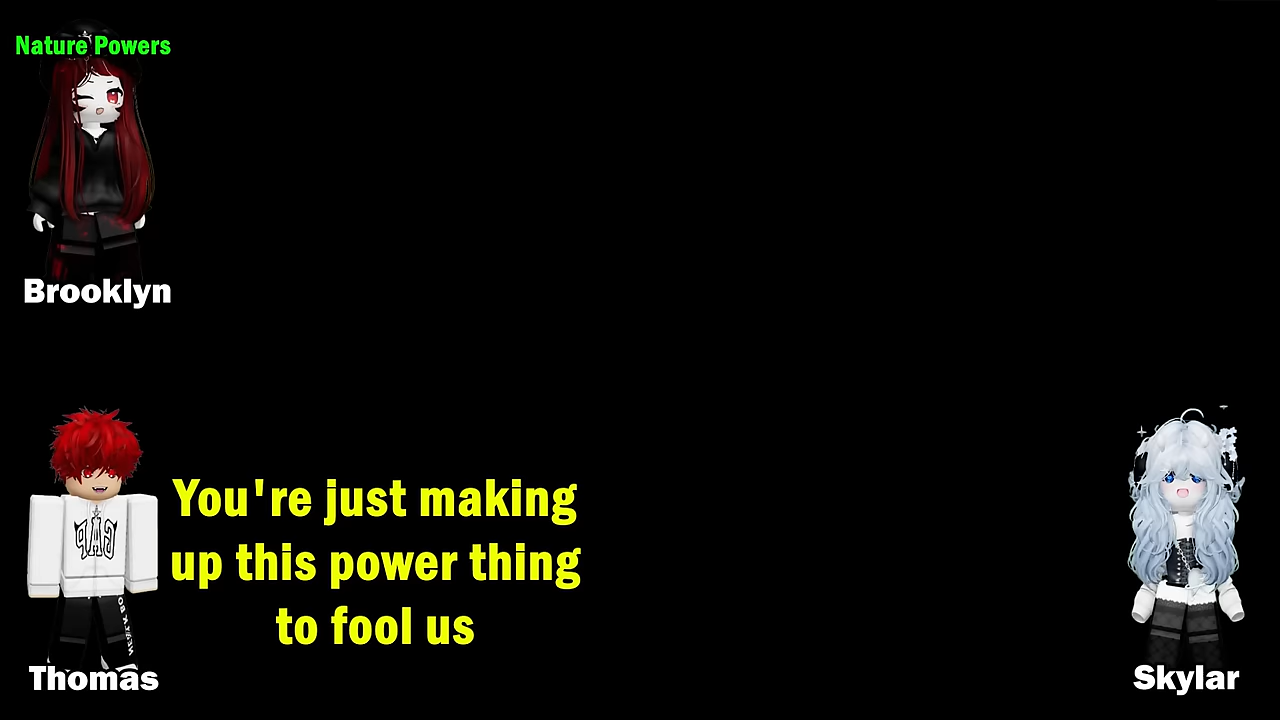 Nature Powers
Brooklyn
You're just making
up this power thing
to fool us
Thomas
Skylar